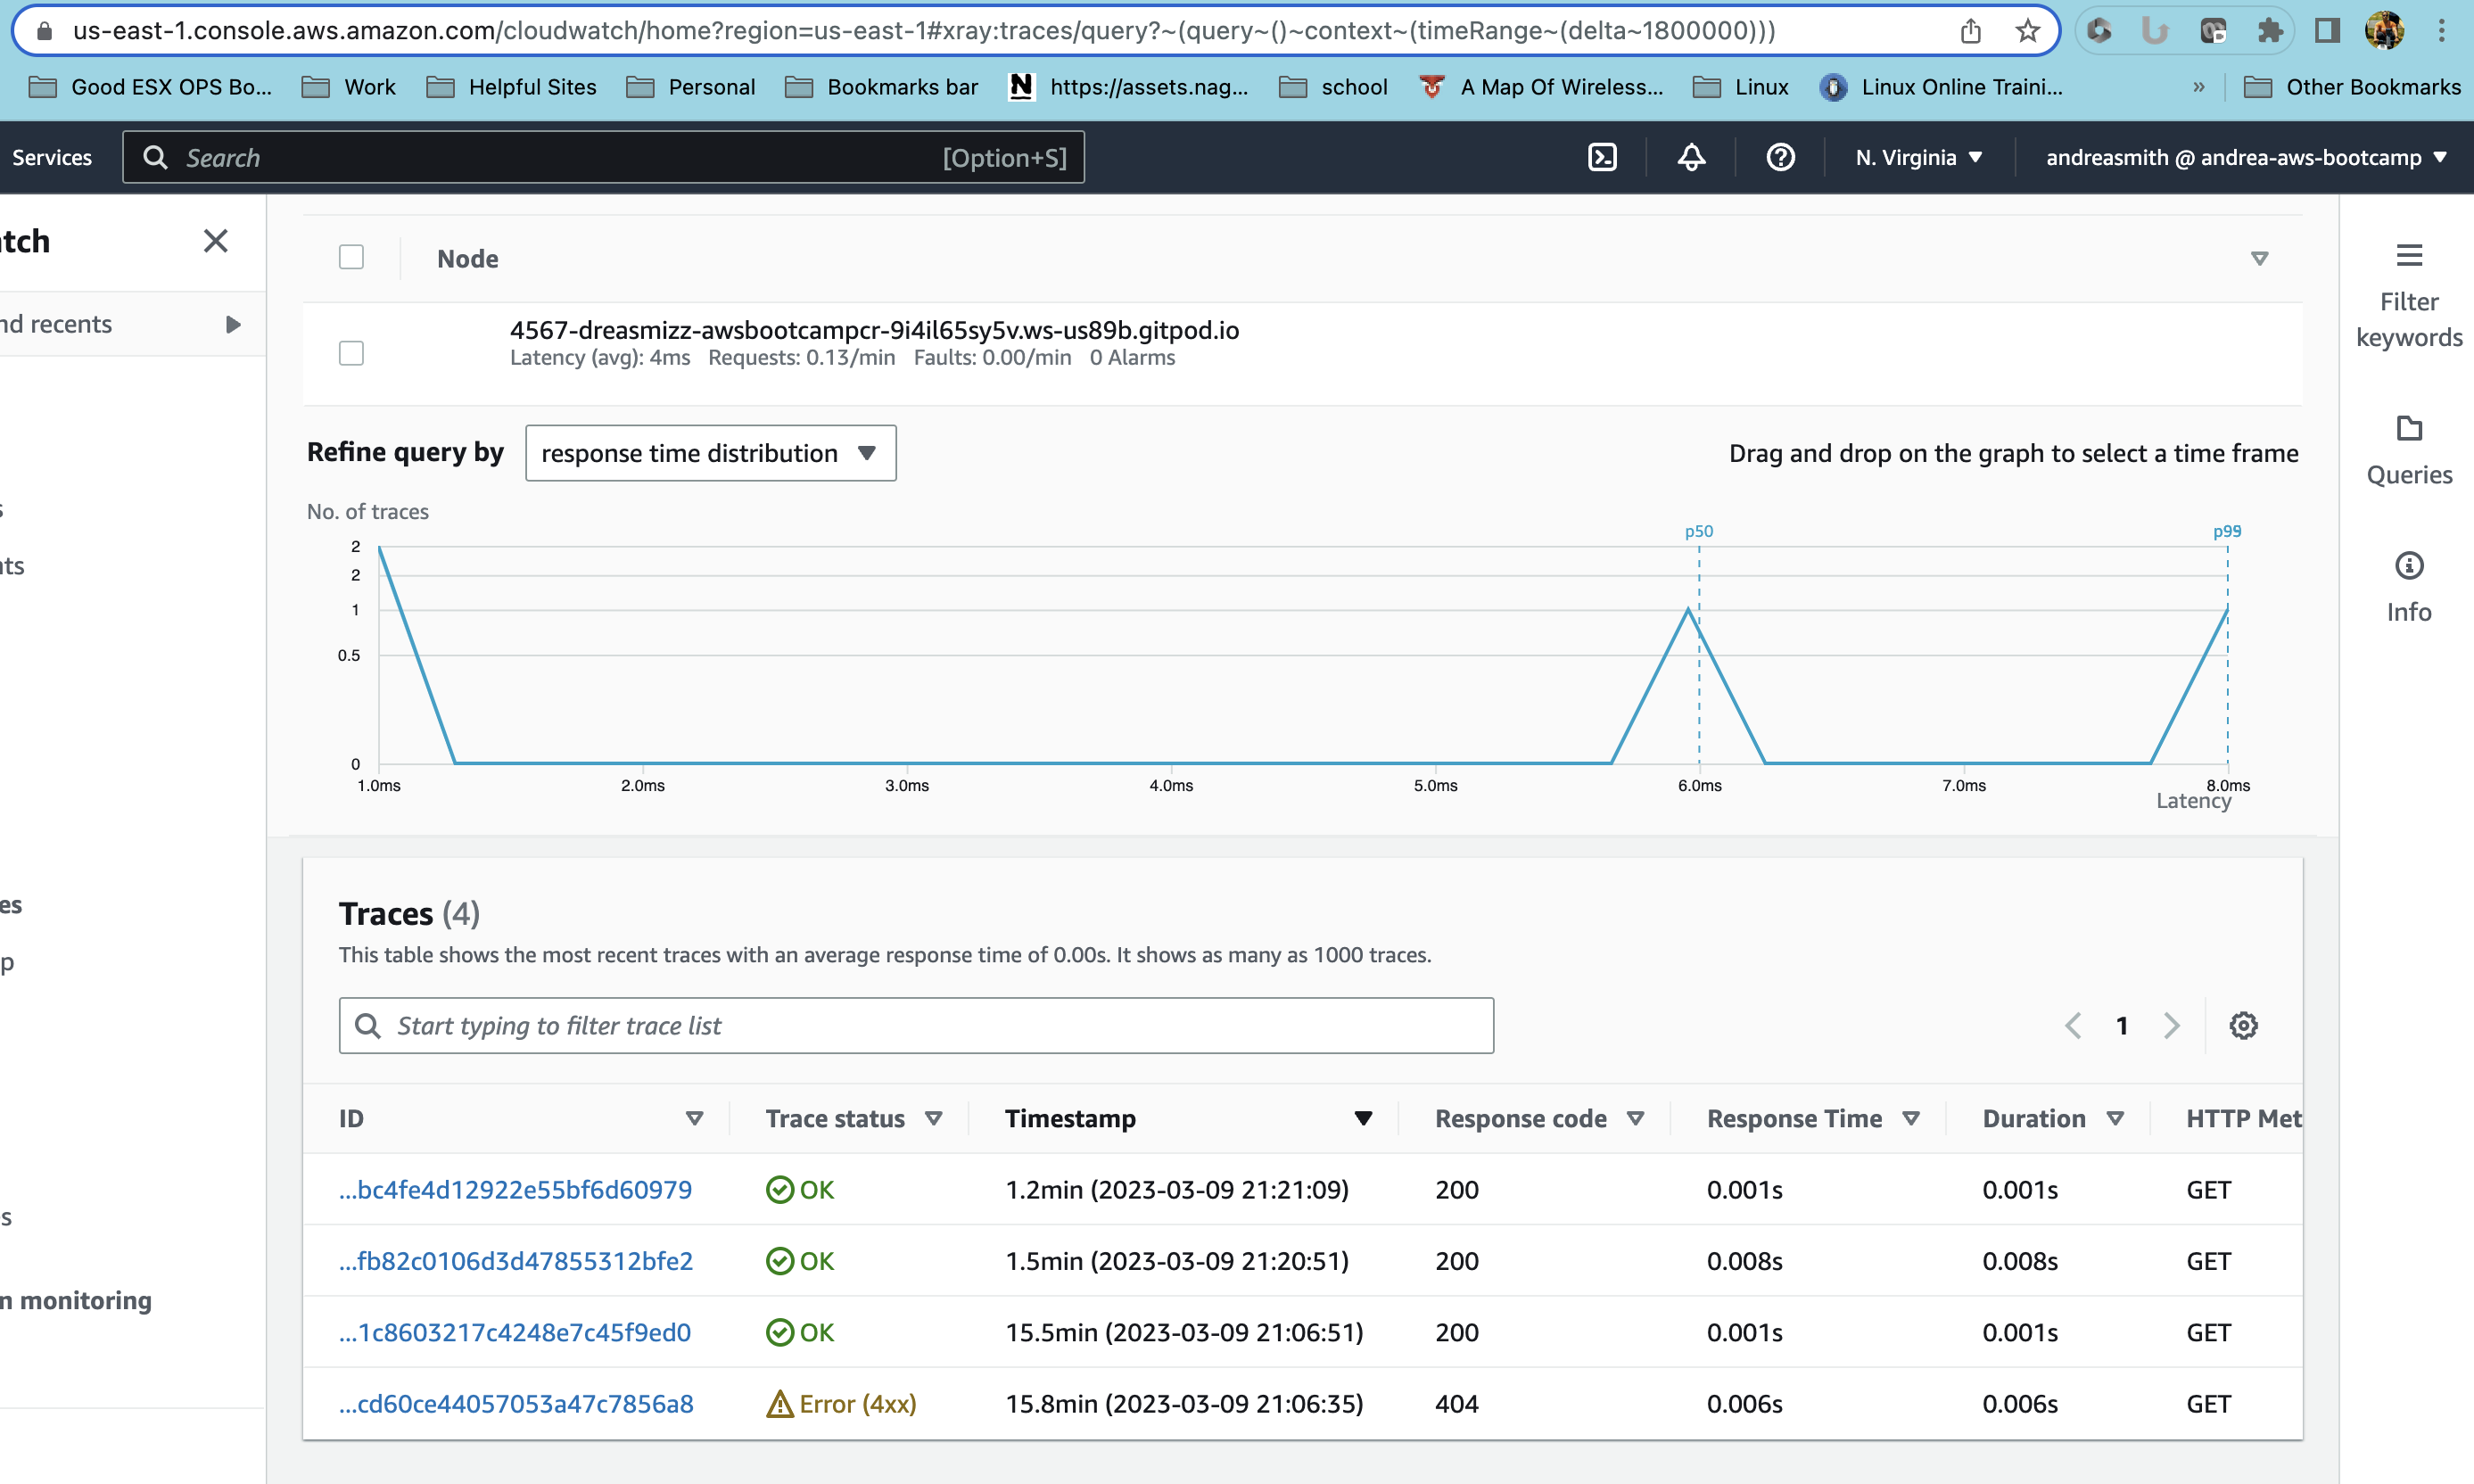 us-east-1.console.aws.amazon.com/cloudwatch/home?region=us-east-1#xray:traces/query?~(query~()~context~(timeRange~(delta~1800000)))
Good ESX OPS Bo... Work Helpful Sites Personal Bookmarks bar N https://assets.nag... school A Map Of Wireless... Linux Linux Online Traini... » Other Bookmarks
Services Search [Option+S] N. Virginia andreasmith @ andrea-aws-bootcamp
tch
nd recents
s
ts
es
p
s
n monitoring
Node
4567-dreasmizz-awsbootcampcr-9i4il65sy5v.ws-us89b.gitpod.io
Latency (avg): 4ms Requests: 0.13/min Faults: 0.00/min 0 Alarms
Refine query by response time distribution Drag and drop on the graph to select a time frame
No. of traces
p50 p99
2
2
1
0.5
0
1.0ms 2.0ms 3.0ms 4.0ms 5.0ms 6.0ms 7.0ms 8.0ms
Latency
Traces (4)
This table shows the most recent traces with an average response time of 0.00s. It shows as many as 1000 traces.
Start typing to filter trace list 1
ID Trace status Timestamp Response code Response Time Duration HTTP Met
...bc4fe4d12922e55bf6d60979 OK 1.2min (2023-03-09 21:21:09) 200 0.001s 0.001s GET
...fb82c0106d3d47855312bfe2 OK 1.5min (2023-03-09 21:20:51) 200 0.008s 0.008s GET
...1c8603217c4248e7c45f9ed0 OK 15.5min (2023-03-09 21:06:51) 200 0.001s 0.001s GET
...cd60ce44057053a47c7856a8 Error (4xx) 15.8min (2023-03-09 21:06:35) 404 0.006s 0.006s GET
Filter
keywords
Queries
Info